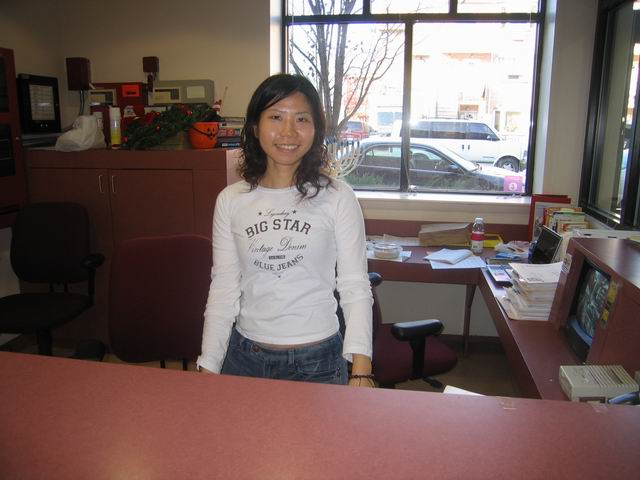 Legendary
BIG STAR
Vintage Denim
BLUE JEANS